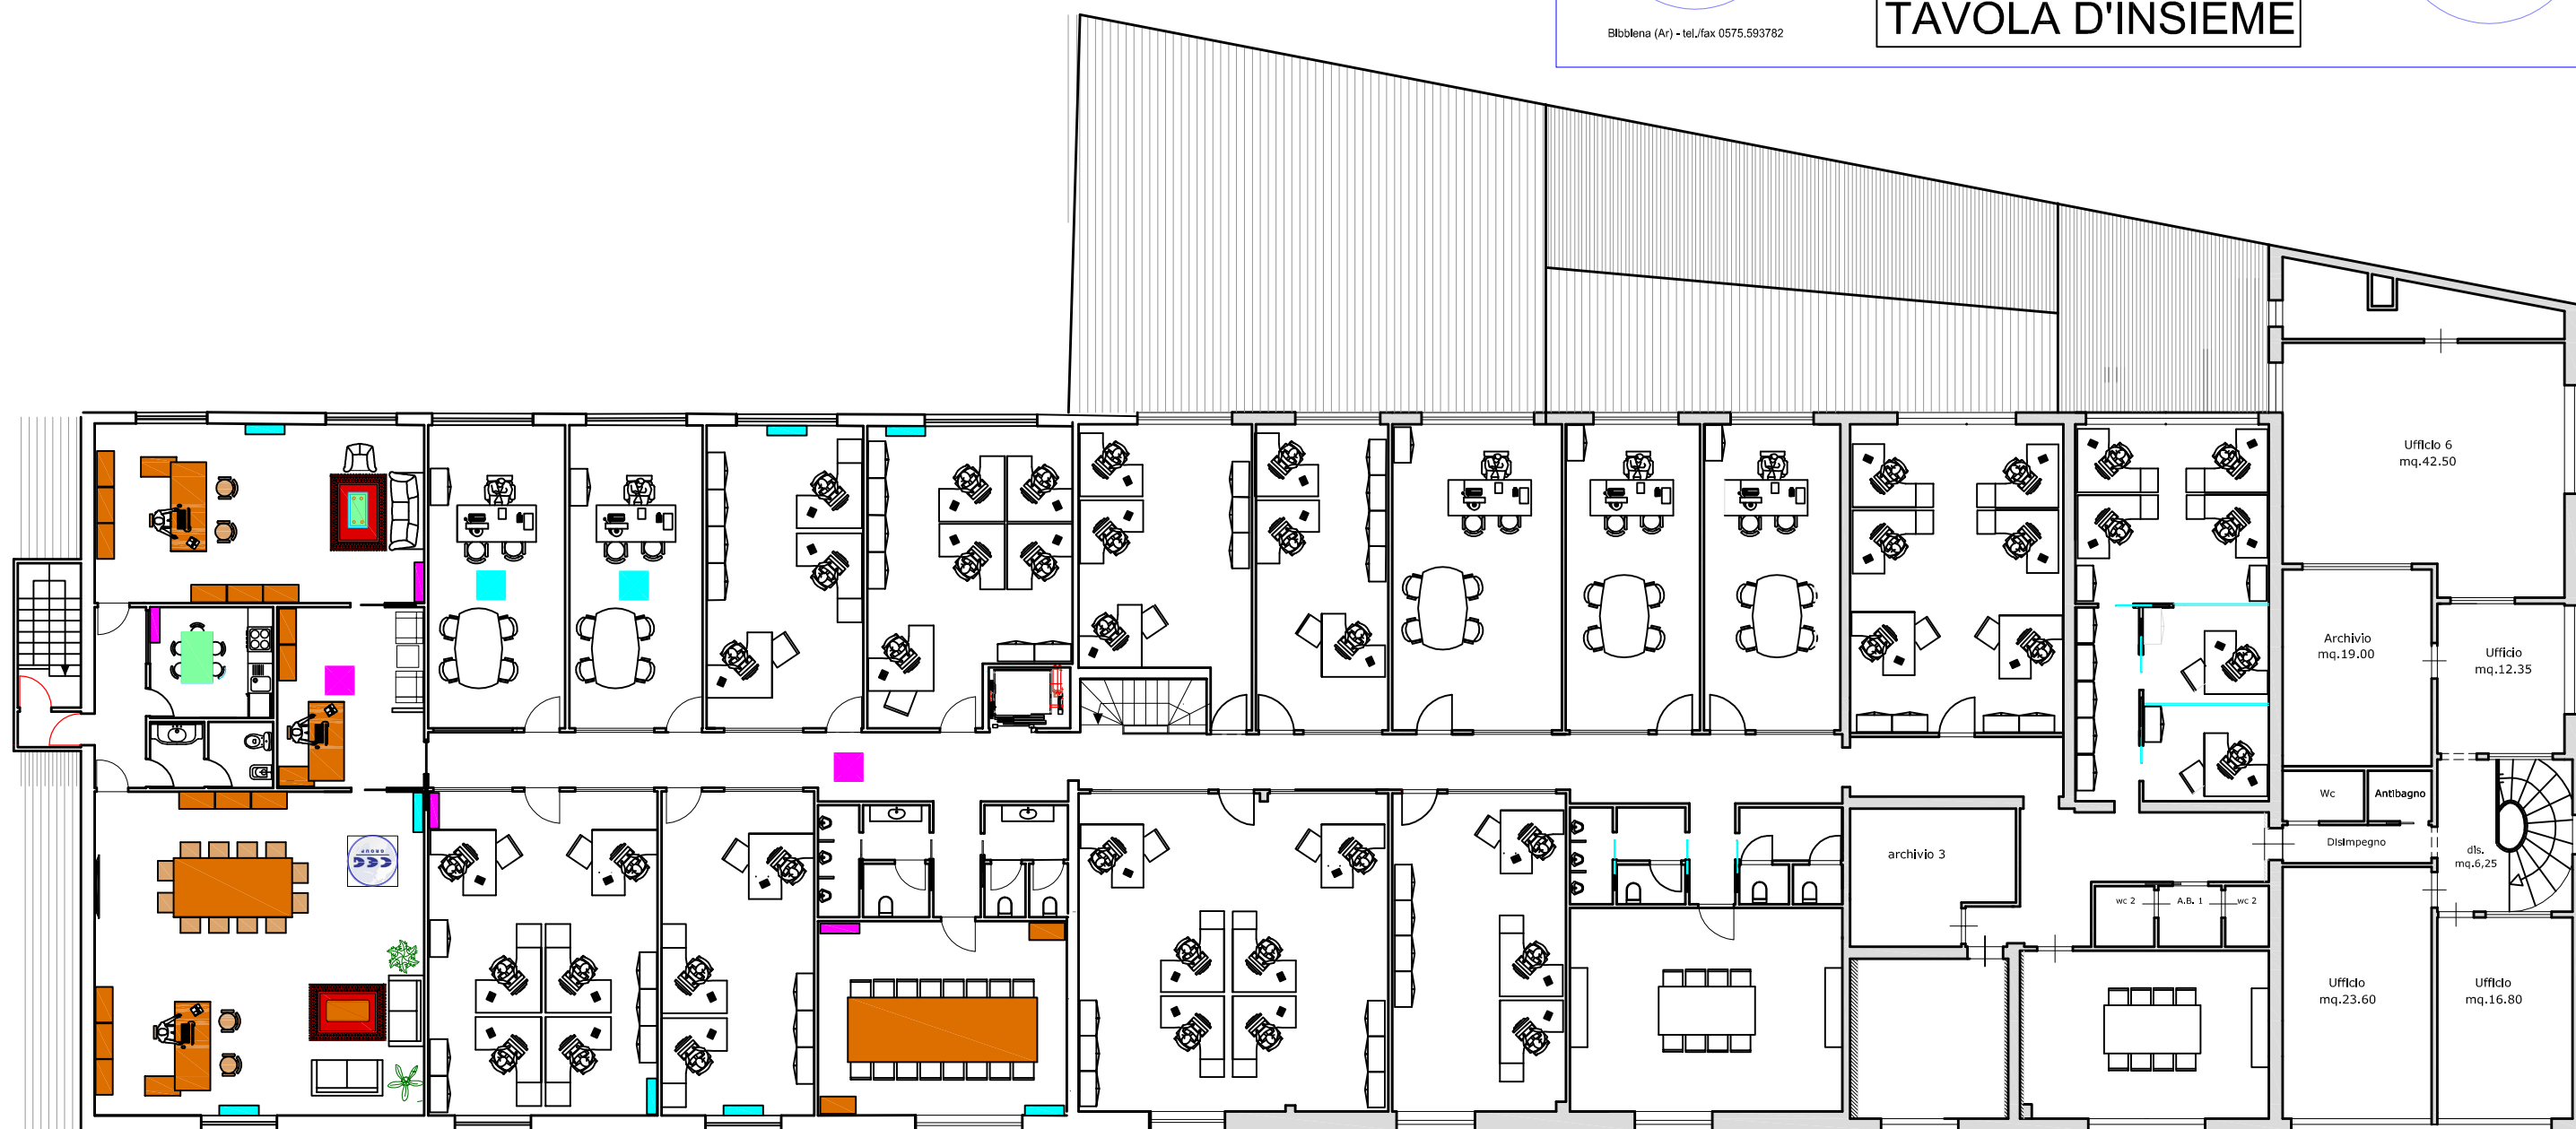 TAVOLA D'INSIEME
Bibbiena (Ar) - tel./fax 0575.593782
Ufficio 6
mq.42.50
Archivio
mq.19.00
Ufficio
mq.12.35
Wc
Antibagno
Disimpegno
dis.
mq.6,25
archivio 3
wc 2
A.B. 1
wc 2
Ufficio
mq.23.60
Ufficio
mq.16.80
CEC
GROUP